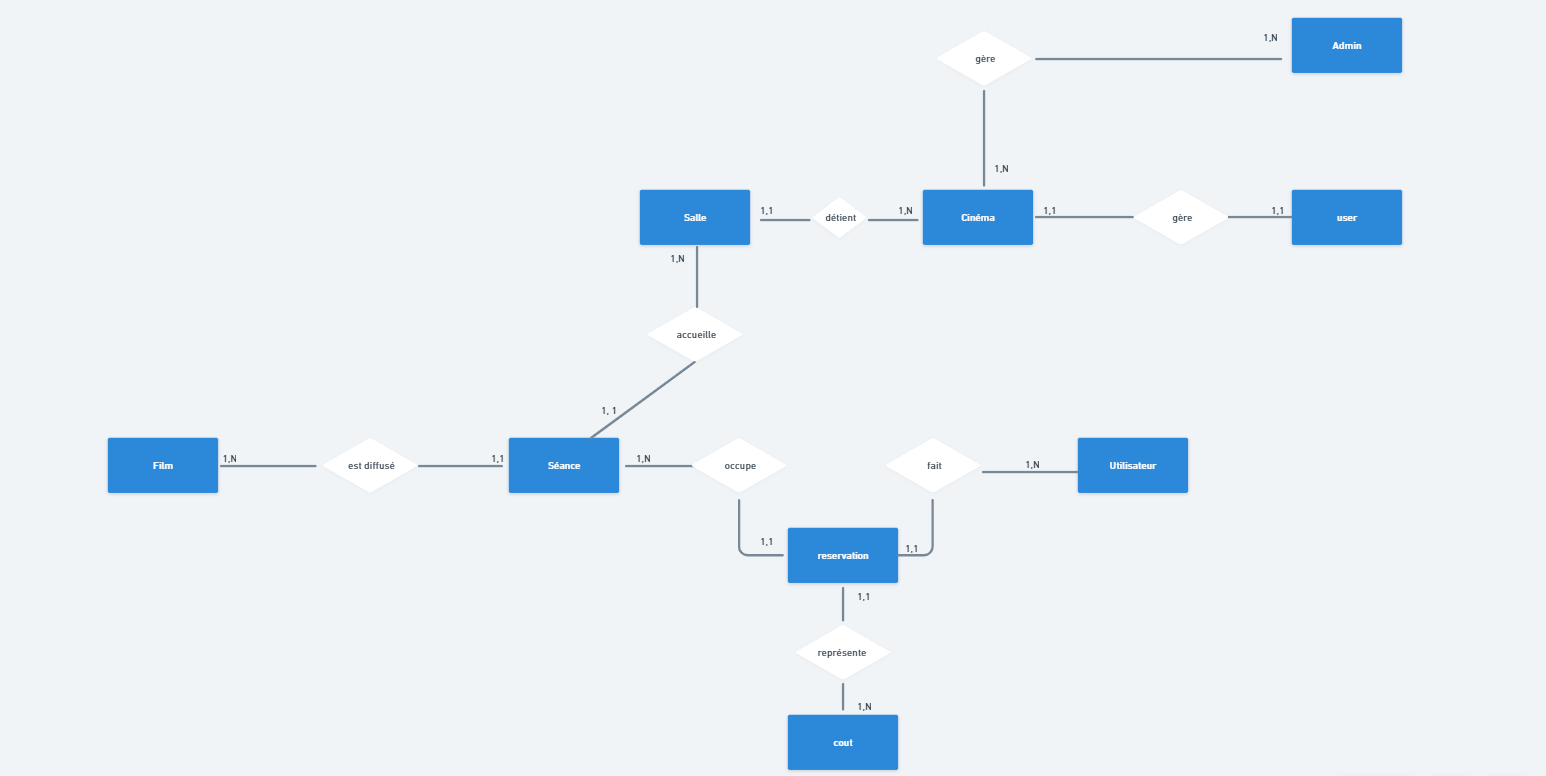 1,N
Admin
gère
1,N
Salle
1,1
détient
1,N
Cinéma
1,1
gère
1,1
user
1,N
accueille
1, 1
Film
1,N
est diffusé
1,1
Séance
1,N
occupe
fait
1,N
Utilisateur
1,1
reservation
1,1
1,1
représente
1,N
cout